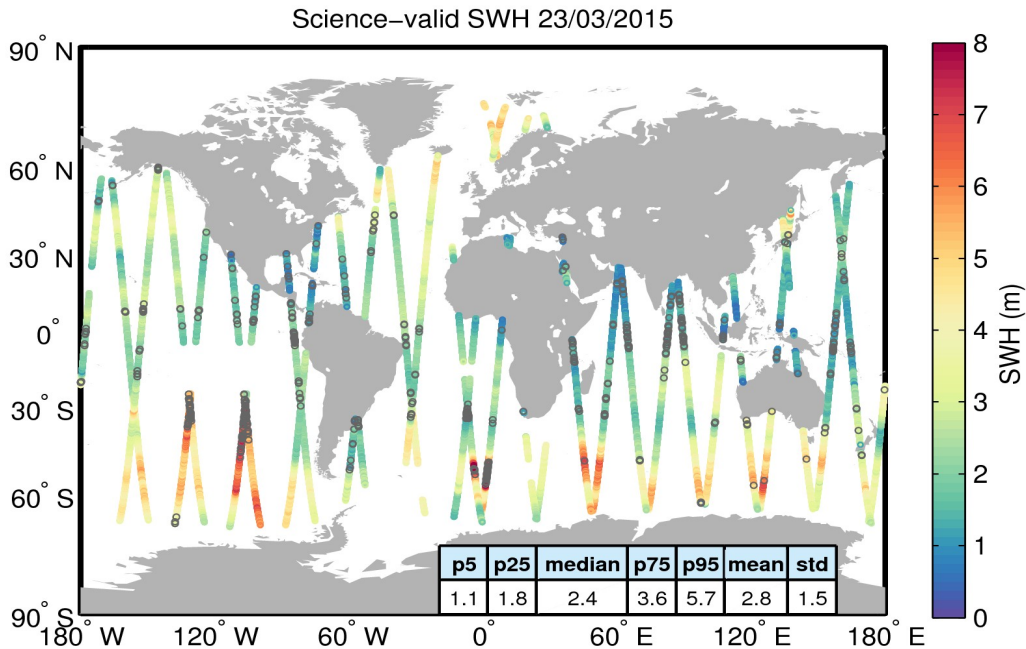 Science−valid SWH 23/03/2015
90° N
60° N
30° N
0°
30° S
60° S
90° S
180° W 120° W 60° W 0° 60° E 120° E 180° E
p5 p25 median p75 p95 mean std
1.1 1.8 2.4 3.6 5.7 2.8 1.5
8
7
6
5
4
3
2
1
0
SWH (m)